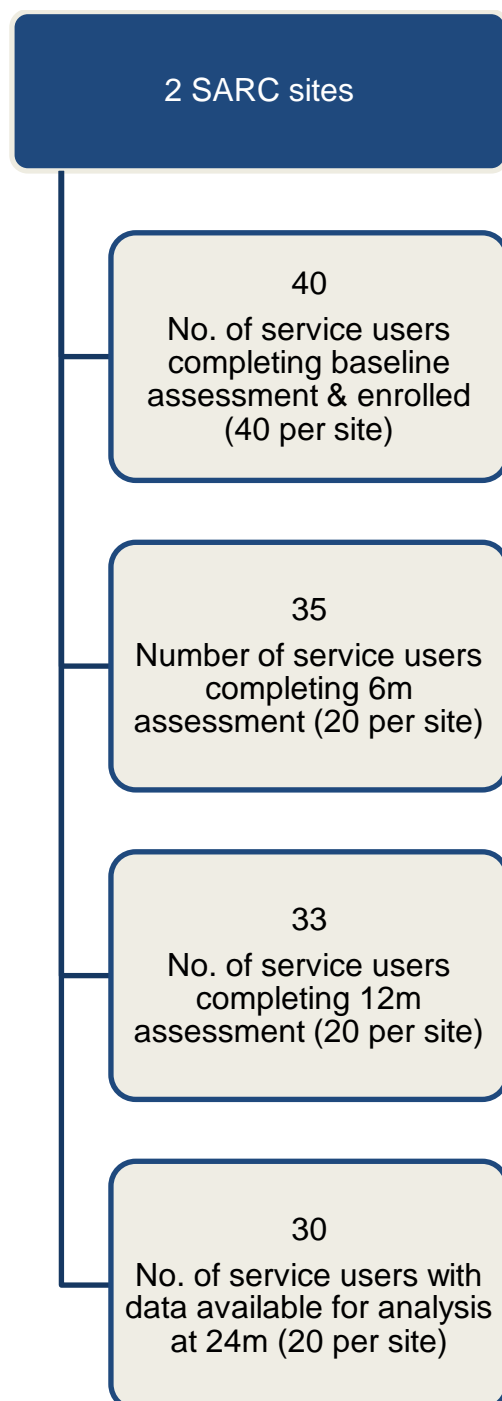 2 SARC sites
40
No. of service users
completing baseline
assessment & enrolled
(40 per site)
35
Number of service users
completing 6m
assessment (20 per site)
33
No. of service users
completing 12m
assessment (20 per site)
30
No. of service users with
data available for analysis
at 24m (20 per site)